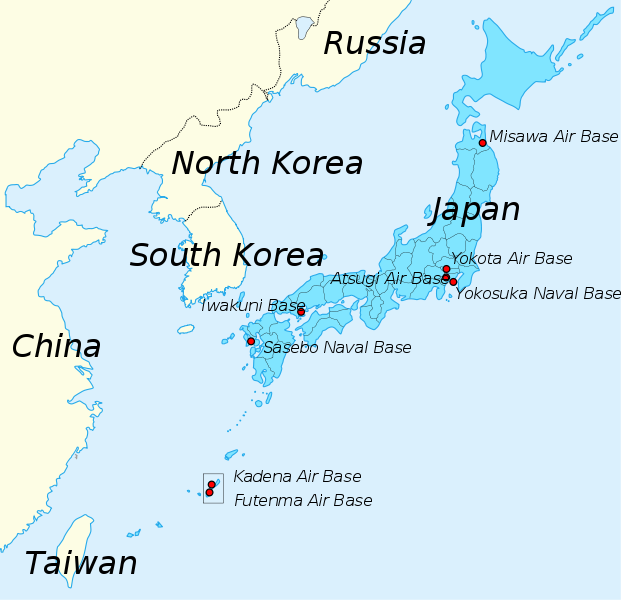 Russia
Misawa Air Base
North Korea
Japan
South Korea
Yokota Air Base
Atsugi Air Base
Yokosuka Naval Base
Iwakuni Base
China
Sasebo Naval Base
Kadena Air Base
Futenma Air Base
Taiwan